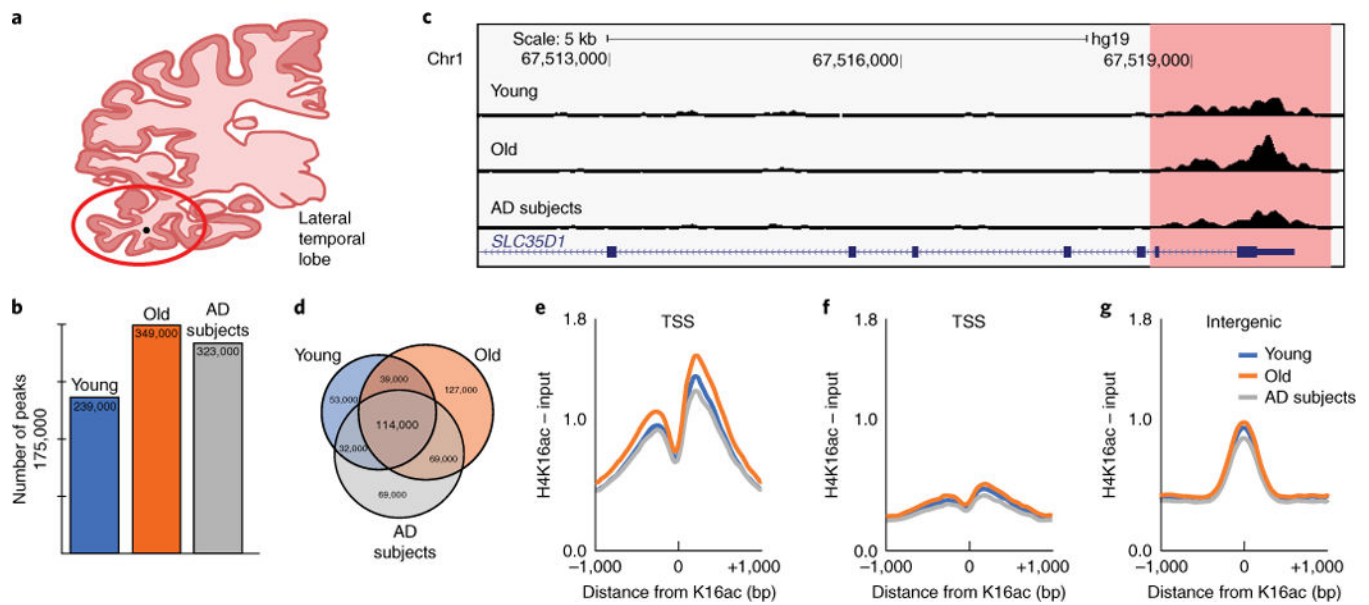 a
Lateral
temporal
lobe
b
Number of peaks
175,000
Young
239,000
Old
349,000
AD
subjects
323,000
c
Scale: 5 kb
hg19
Chr1
67,513,000
67,516,000
67,519,000
Young
Old
AD subjects
SLC35D1
d
Young
Old
39,000
53,000
127,000
114,000
32,000
69,000
69,000
AD
subjects
e
1.8
TSS
1.0
0.0
H4K16ac – input
–1,000 0 +1,000
Distance from K16ac (bp)
f
1.8
TSS
1.0
0.0
H4K16ac – input
–1,000 0 +1,000
Distance from K16ac (bp)
g
1.8
Intergenic
Young
Old
AD subjects
1.0
0.0
H4K16ac – input
–1,000 0 +1,000
Distance from K16ac (bp)